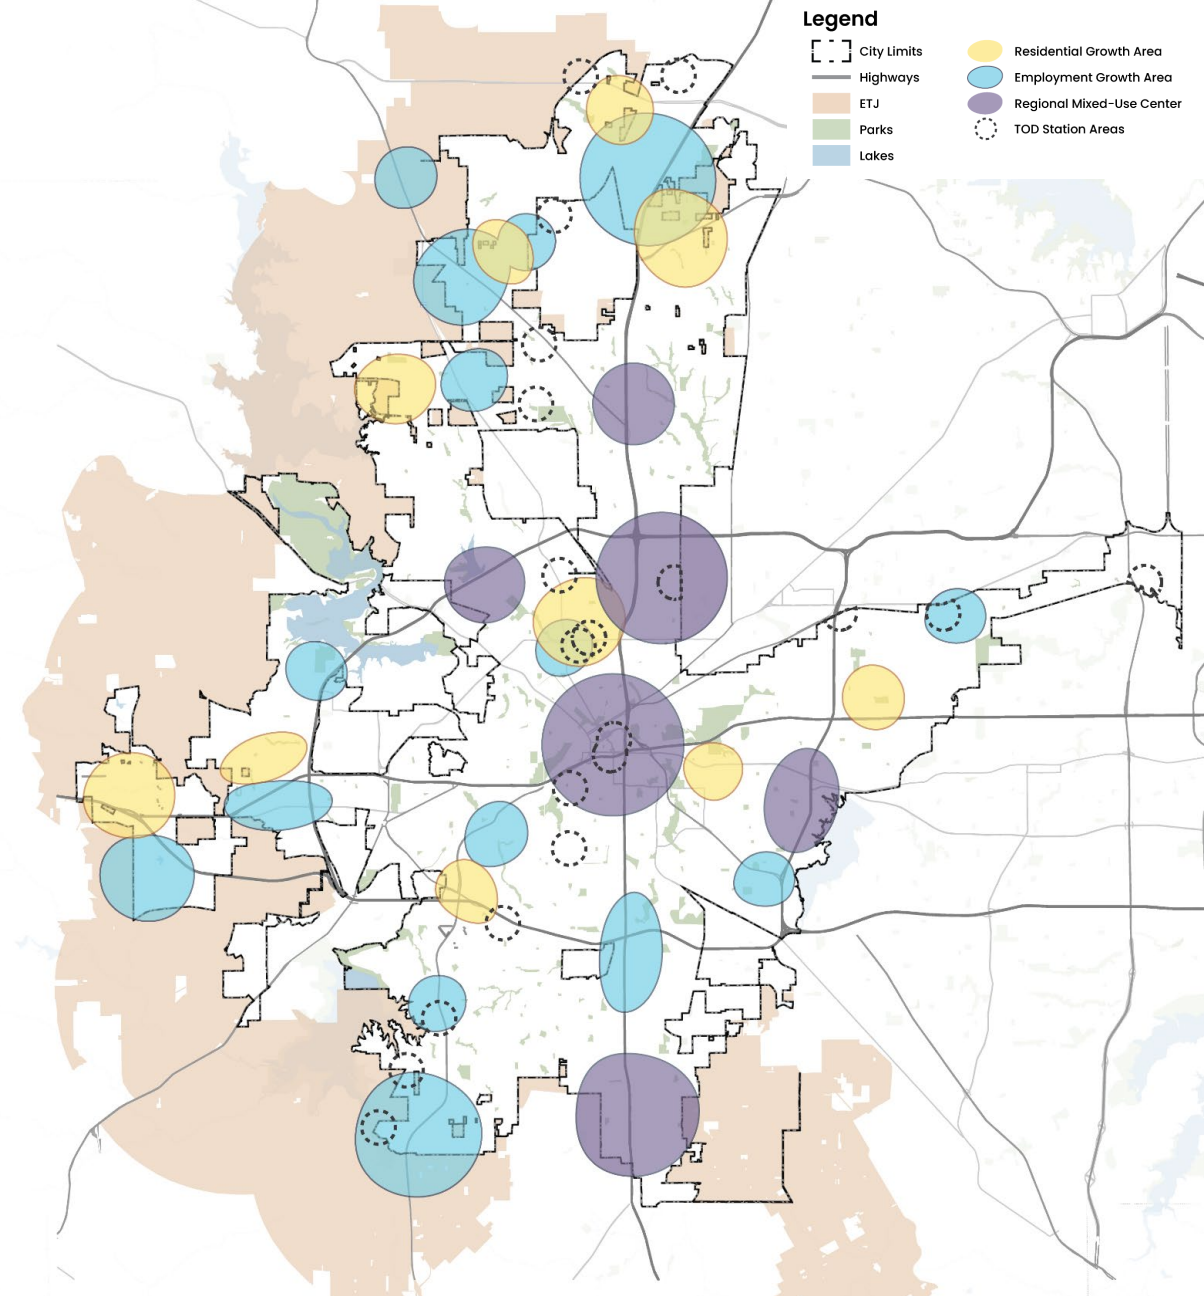 Legend
City Limits
Highways
ETJ
Parks
Lakes
Residential Growth Area
Employment Growth Area
Regional Mixed-Use Center
TOD Station Areas